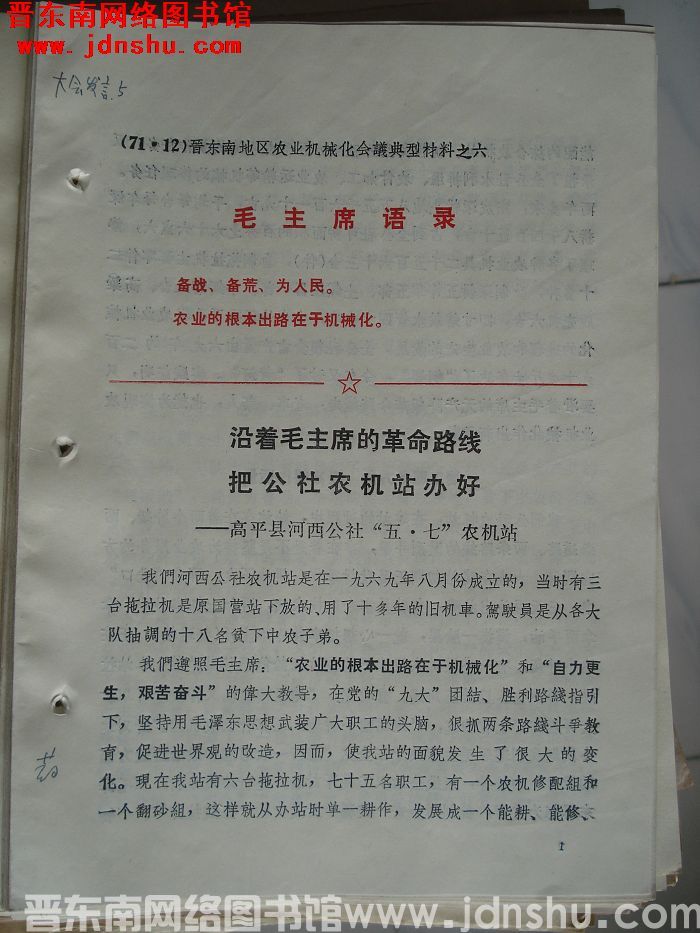 晋东南网络图书馆
www.jdnshu.com
大会发言.5
(71·12)晋东南地区农业机械化会議典型材料之六
毛主席语录
备战、备荒、为人民。
农业的根本出路在于机械化。
沿着毛主席的革命路线
把公社农机站办好
——高平县河西公社“五·七”农机站
我們河西公社农机站是在一九六九年八月份成立的，当时有三
台拖拉机是原国营站下放的、用了十多年的旧机車。駕駛員是从各大
队抽調的十八名貧下中农子弟。
我們遵照毛主席：“农业的根本出路在于机械化”和“自力更
生，艰苦奋斗”的偉大教导，在党的“九大”团結、胜利路綫指引
下，坚持用毛泽东思想武装广大职工的头脑，狠抓两条路綫斗爭教
育，促进世界观的改造，因而，使我站的面貌发生了很大的变
化。現在我站有六台拖拉机，七十五名职工，有一个农机修配組和
一个翻砂組，这样就从办站时单一耕作，发展成一个能耕、能修、
1
晋东南网络图书馆 www.jdnshu.com